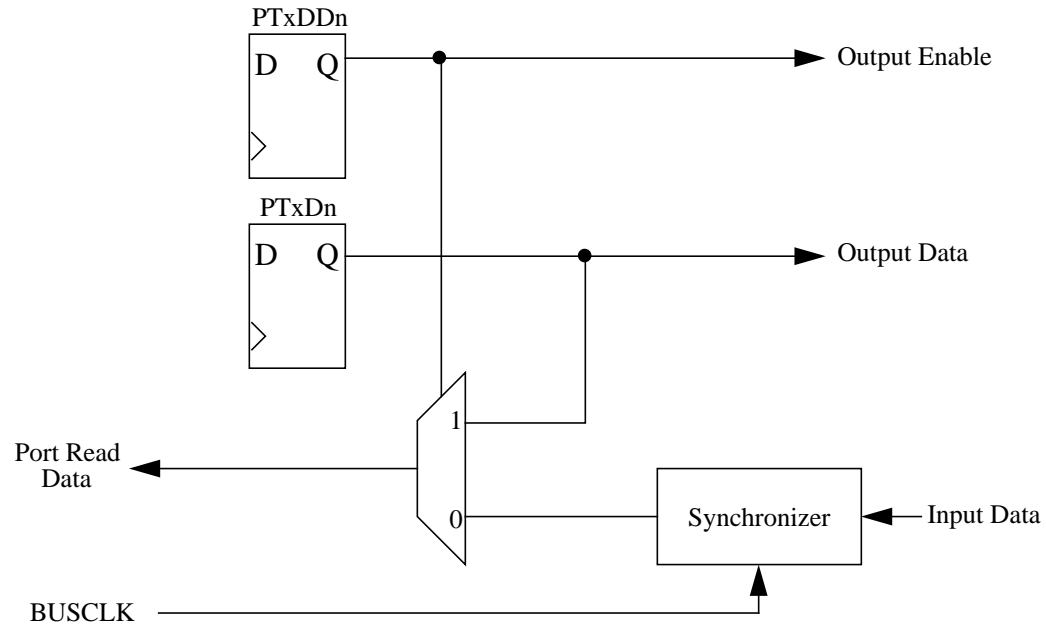 PTxDDn
D Q
Output Enable
PTxDn
D Q
Output Data
1
Port Read
Data
0
Synchronizer
Input Data
BUSCLK